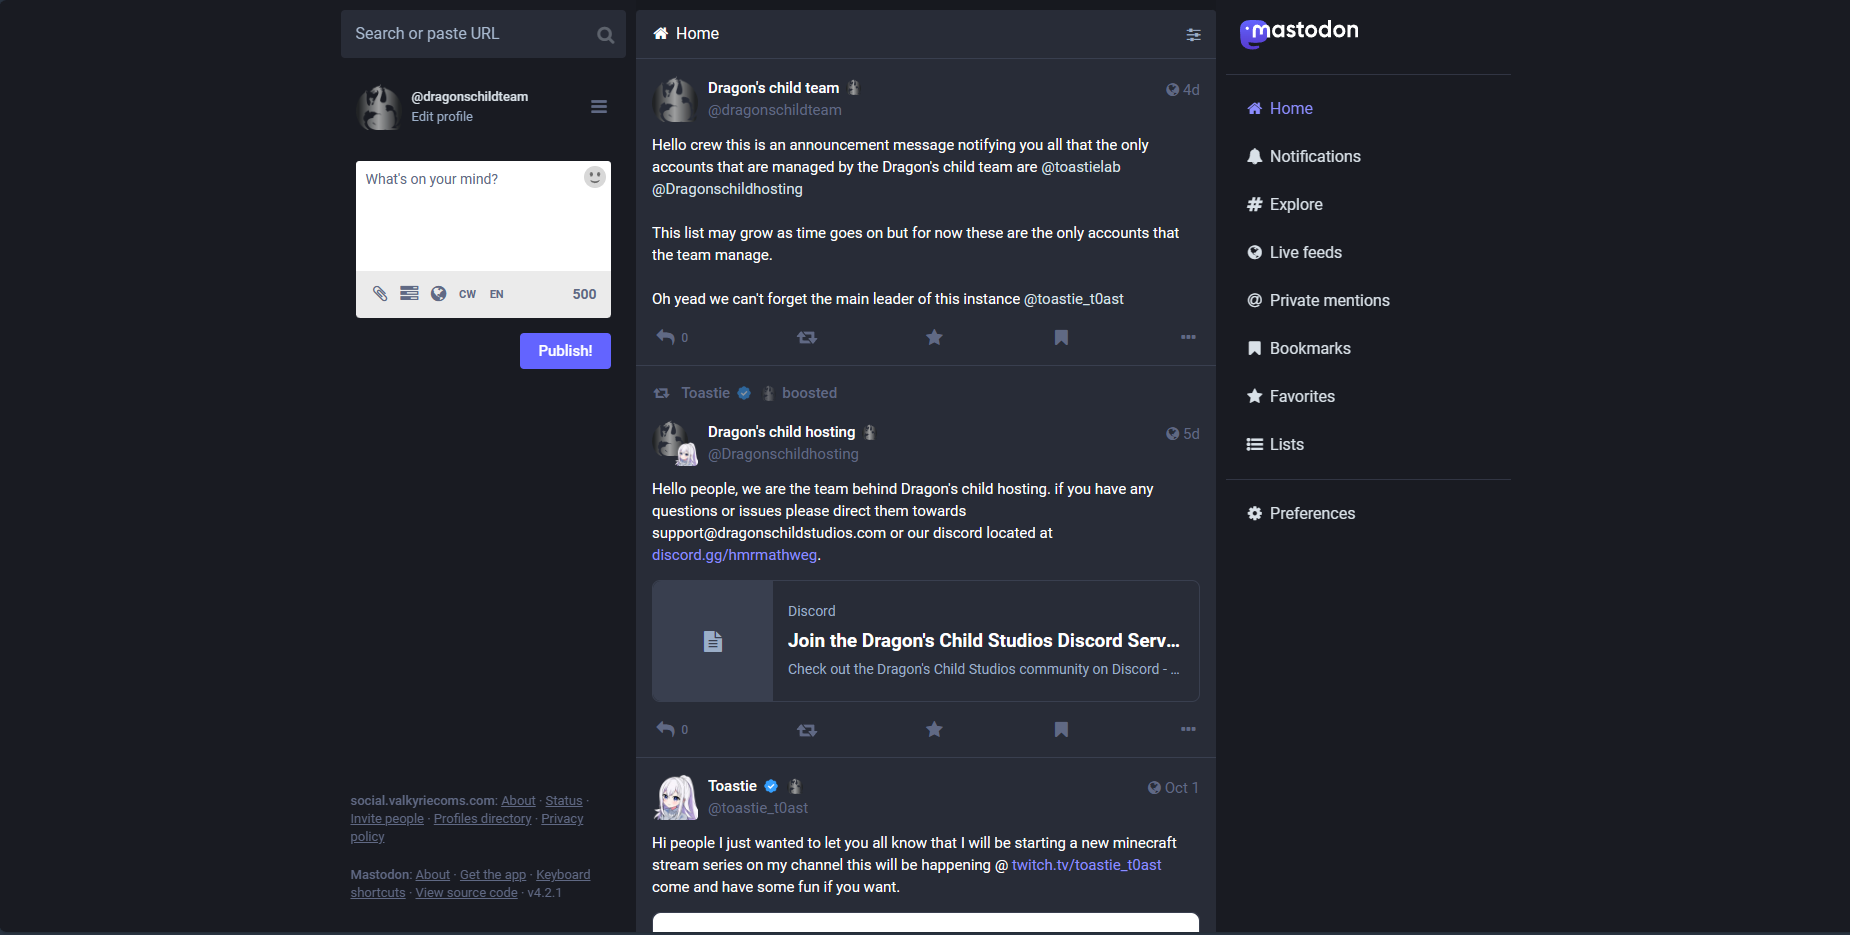 Search or paste URL
@dragonschildteam
Edit profile
What's on your mind?
CW EN 500
Publish!
social.valkyriecoms.com: About · Status ·
Invite people · Profiles directory · Privacy
policy
Mastodon: About · Get the app · Keyboard
shortcuts · View source code · v4.2.1
Home
Dragon's child team 4d
@dragonschildteam
Hello crew this is an announcement message notifying you all that the only
accounts that are managed by the Dragon's child team are @toastielab
@Dragonschildhosting
This list may grow as time goes on but for now these are the only accounts that
the team manage.
Oh yead we can't forget the main leader of this instance @toastie_t0ast
0
Toastie boosted
Dragon's child hosting 5d
@Dragonschildhosting
Hello people, we are the team behind Dragon's child hosting. if you have any
questions or issues please direct them towards
support@dragonschildstudios.com or our discord located at
discord.gg/hmrmathweg.
Discord
Join the Dragon's Child Studios Discord Serv...
Check out the Dragon's Child Studios community on Discord - ...
0
Toastie Oct 1
@toastie_t0ast
Hi people I just wanted to let you all know that I will be starting a new minecraft
stream series on my channel this will be happening @ twitch.tv/toastie_t0ast
come and have some fun if you want.
mastodon
Home
Notifications
Explore
Live feeds
Private mentions
Bookmarks
Favorites
Lists
Preferences